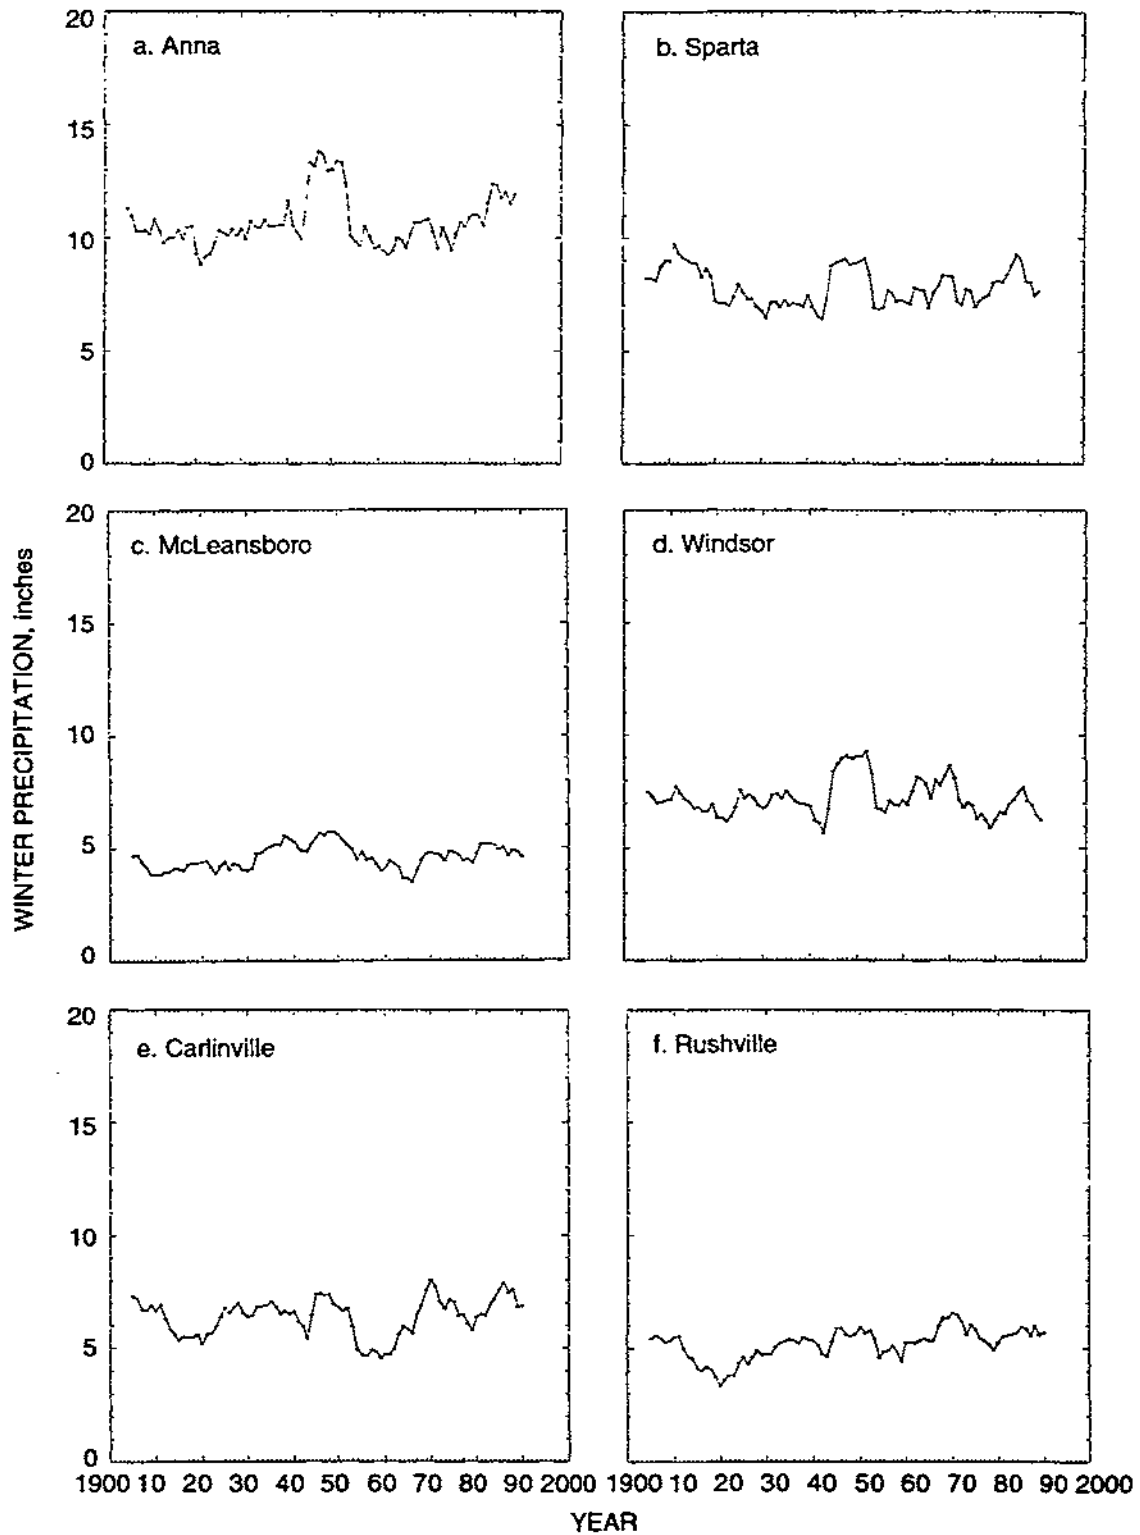 20
a. Anna
b. Sparta
15
10
5
0
20
c. McLeansboro
d. Windsor
15
10
5
0
WINTER PRECIPITATION, inches
20
e. Carlinville
f. Rushville
15
10
5
0
1900 10 20 30 40 50 60 70 80 90 2000
1900 10 20 30 40 50 60 70 80 90 2000
YEAR